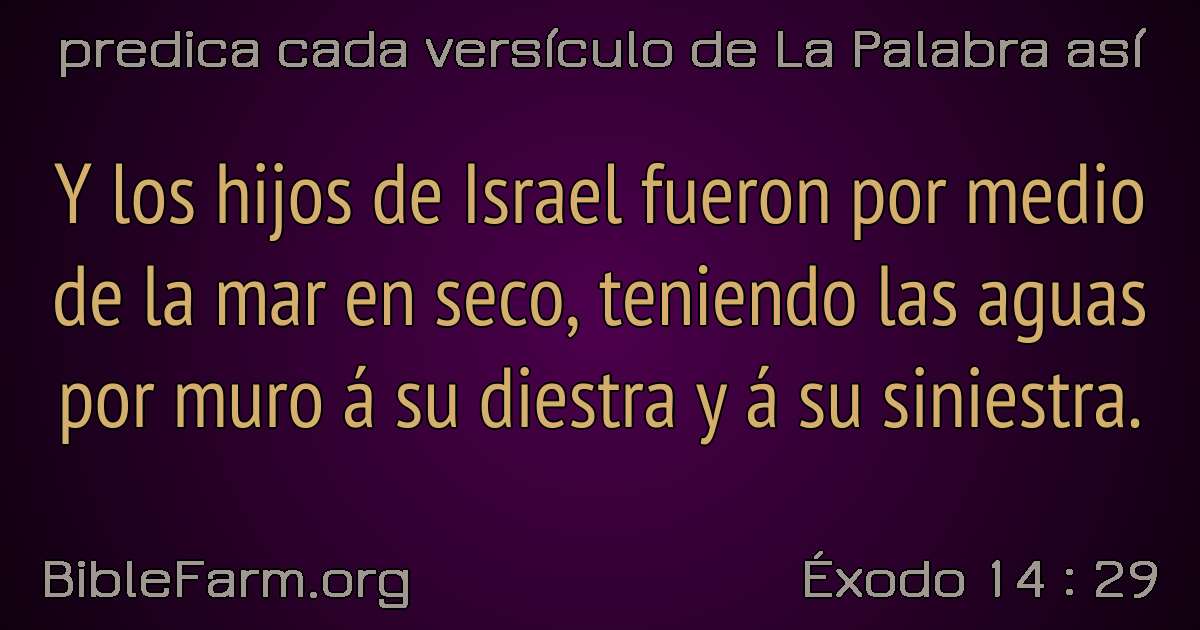 predica cada versículo de La Palabra así
Y los hijos de Israel fueron por medio
de la mar en seco, teniendo las aguas
por muro á su diestra y á su siniestra.
BibleFarm.org
Éxodo 14 : 29